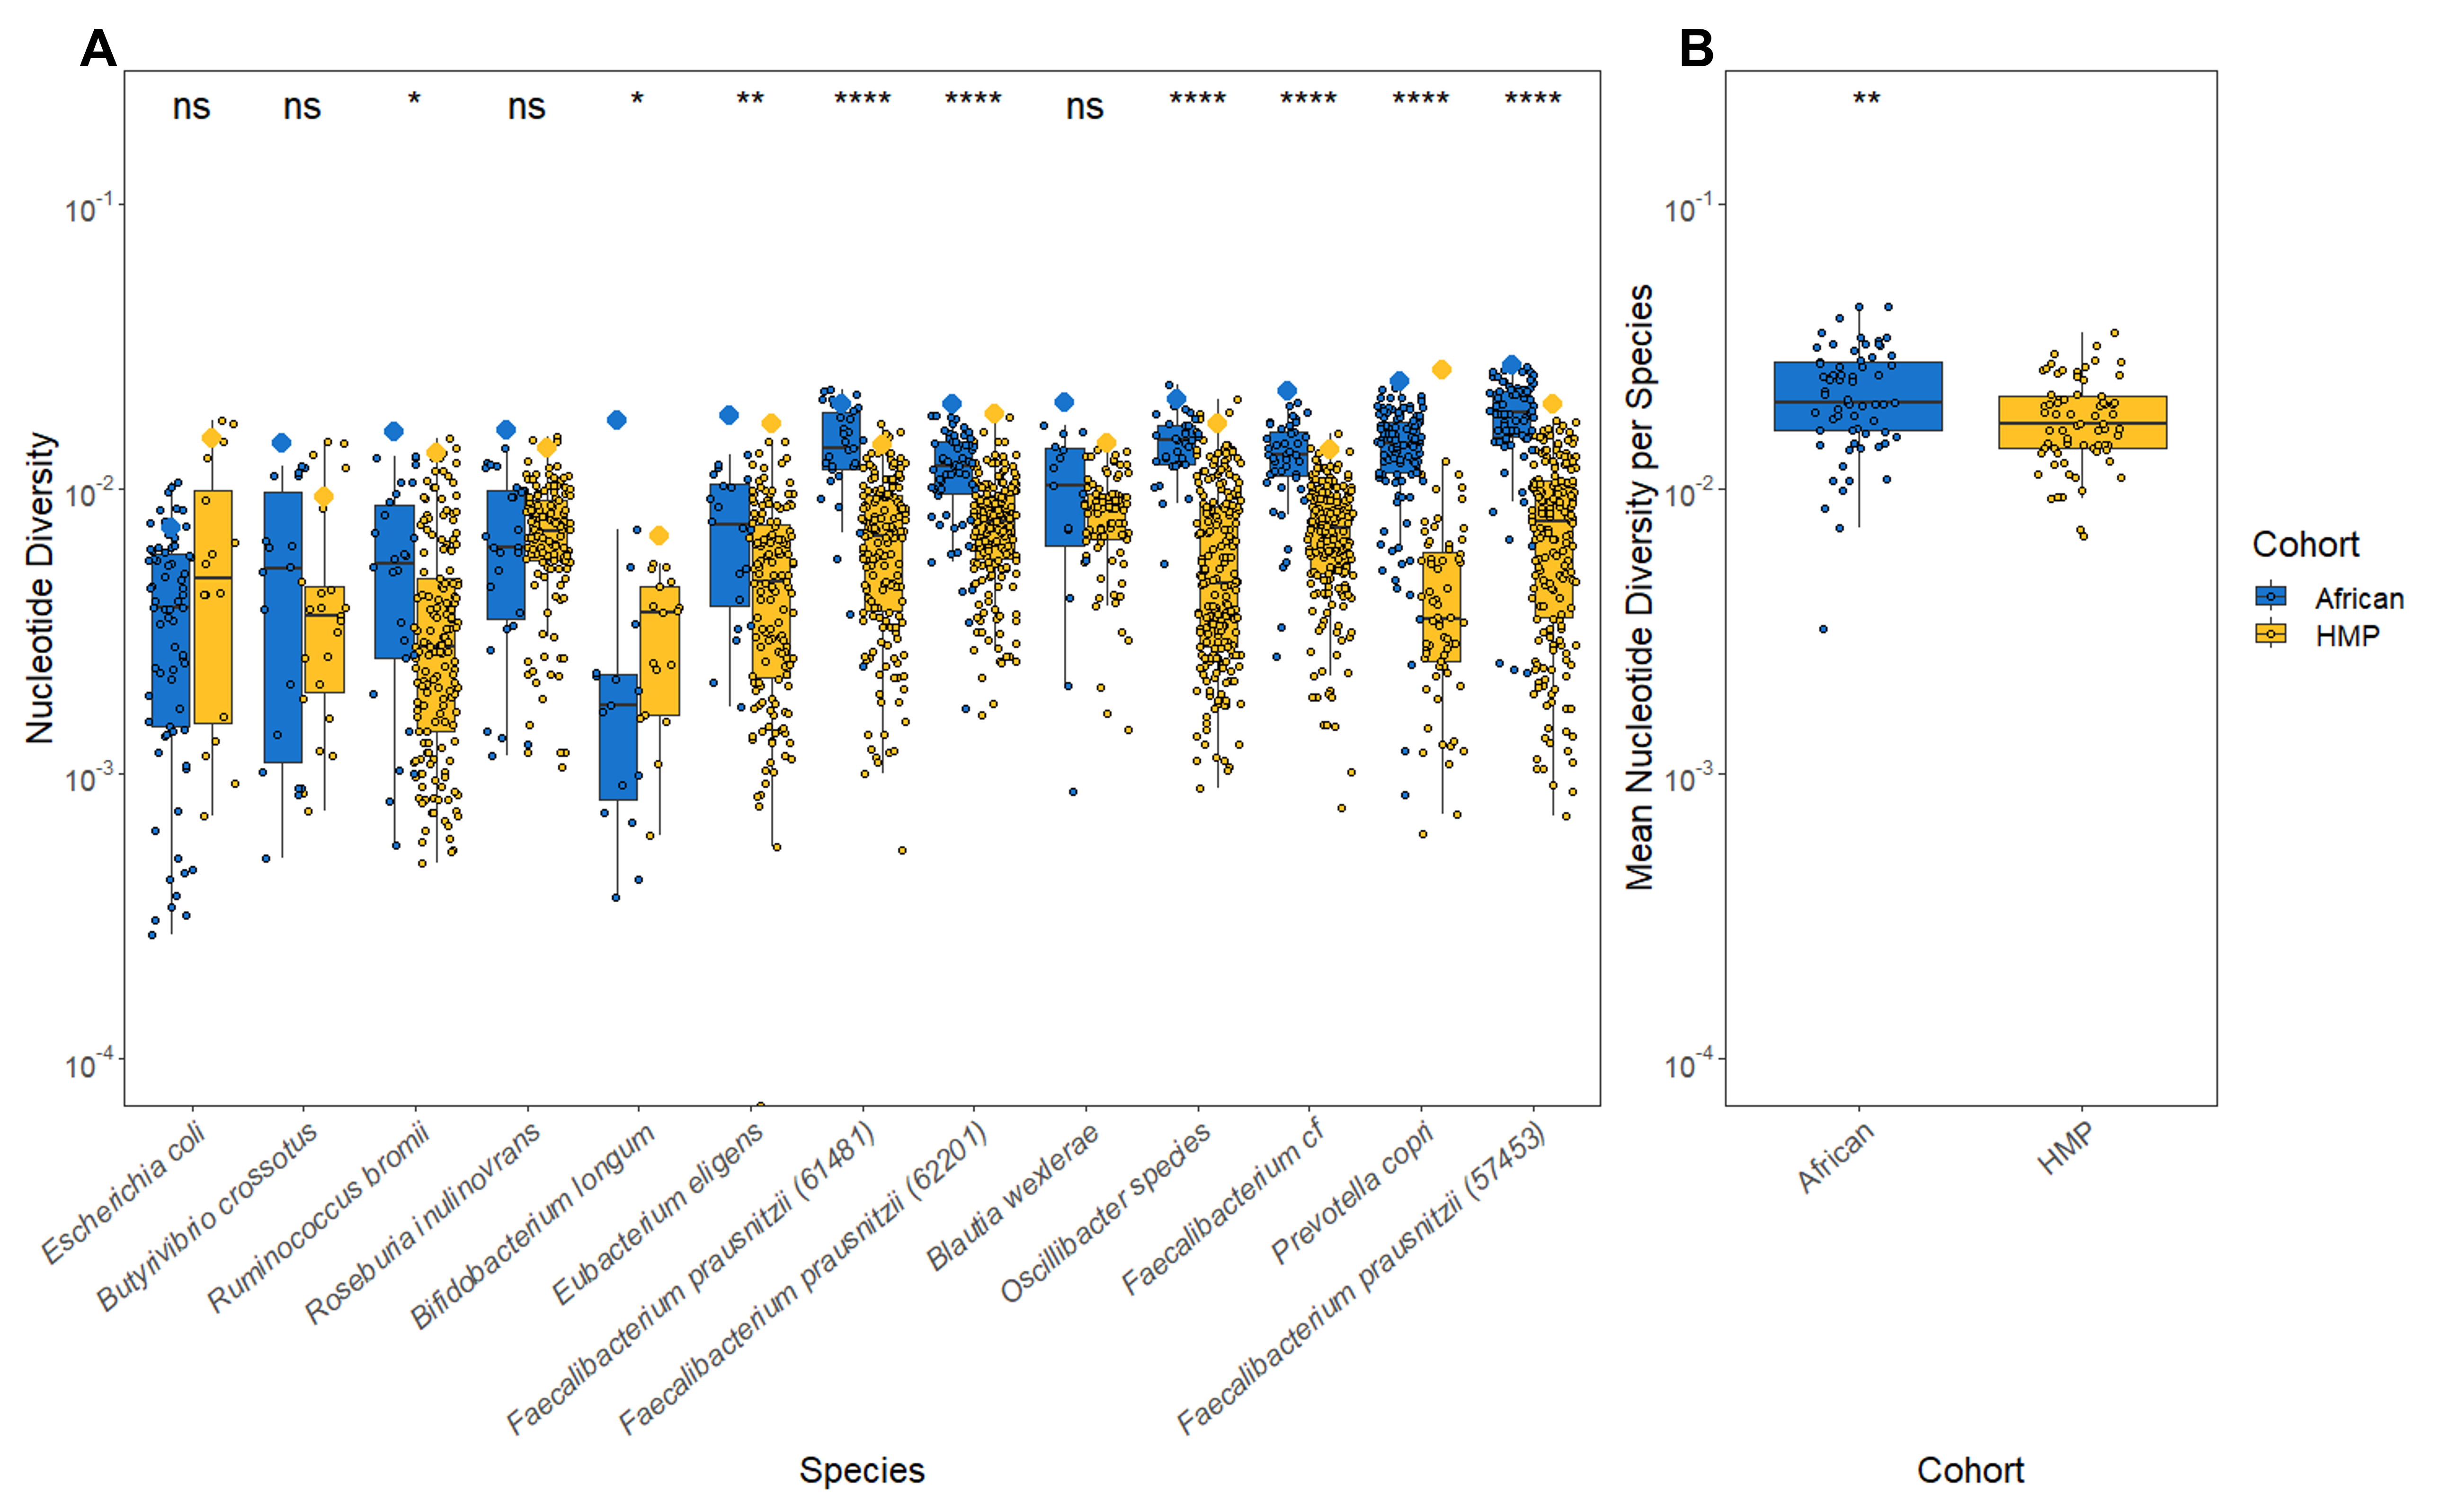 A
B
ns ns * ns * ** **** **** ns **** **** **** ****
**
Nucleotide Diversity
10-1
10-2
10-3
10-4
Mean Nucleotide Diversity per Species
10-1
10-2
10-3
10-4
Escherichia coli
Butyrivibrio crossotus
Ruminococcus bromii
Roseburia inulinovrans
Bifidobacterium longum
Eubacterium eligens
Faecalibacterium prausnitzii (61481)
Faecalibacterium prausnitzii (62201)
Blautia wexlerae
Oscillibacter species
Faecalibacterium cf
Prevotella copri
Faecalibacterium prausnitzii (57453)
African
HMP
Species
Cohort
Cohort
African
HMP